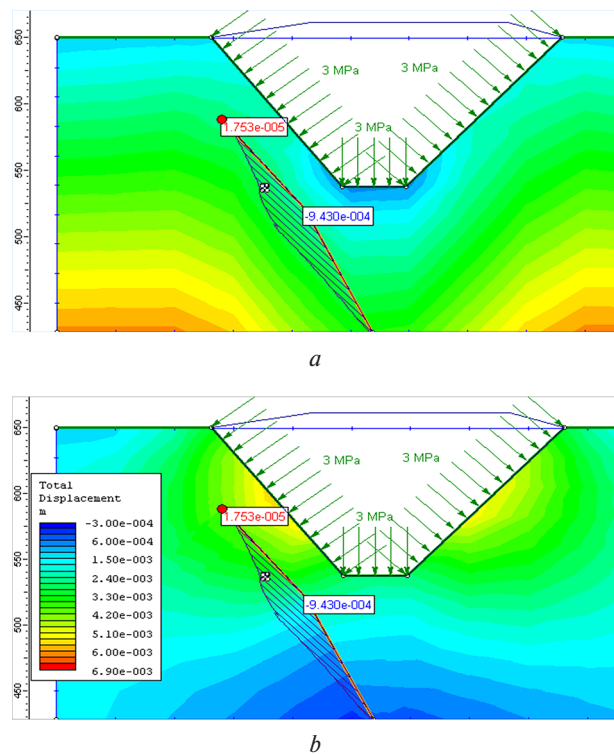 650
600
550
500
450
3 MPa
3 MPa
3 MPa
1.753e-005
-9.430e-004
a
650
600
550
500
450
3 MPa
3 MPa
3 MPa
1.753e-005
-9.430e-004
Total
Displacement
m
-3.00e-004
6.00e-004
1.50e-003
2.40e-003
3.30e-003
4.20e-003
5.10e-003
6.00e-003
6.90e-003
b